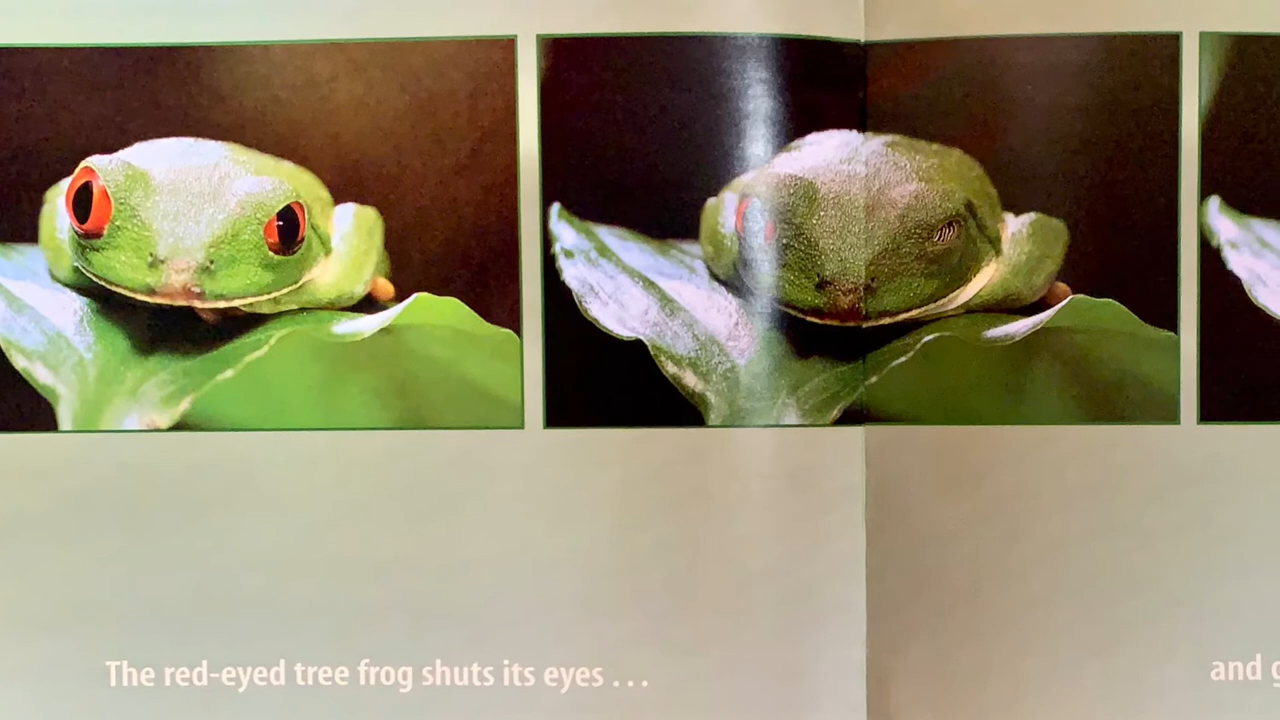 The red-eyed tree frog shuts its eyes . . .
and